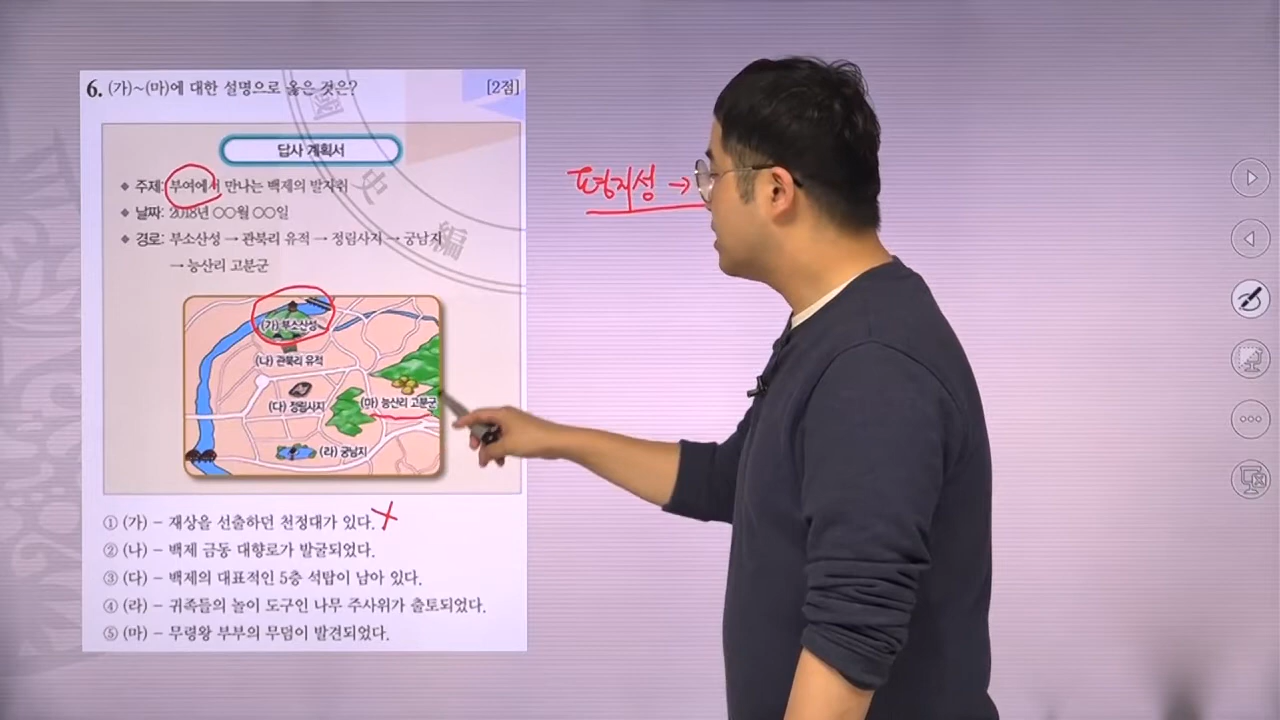 6. (가)~(마)에 대한 설명으로 옳은 것은? [2점]
답사 계획서
◆ 주제: 부여에서 만나는 백제의 발자취
◆ 날짜: 2018년 ○○월 ○○일
◆ 경로: 부소산성 → 관북리 유적 → 정림사지 → 궁남지
→ 능산리 고분군
(가) 부소산성
(나) 관북리 유적
(다) 정림사지
(마) 능산리 고분군
(라) 궁남지
① (가) - 재상을 선출하던 천정대가 있다.
② (나) - 백제 금동 대향로가 발굴되었다.
③ (다) - 백제의 대표적인 5층 석탑이 남아 있다.
④ (라) - 귀족들의 놀이 도구인 나무 주사위가 출토되었다.
⑤ (마) - 무령왕 부부의 무덤이 발견되었다.
평지성 →
國
史
編